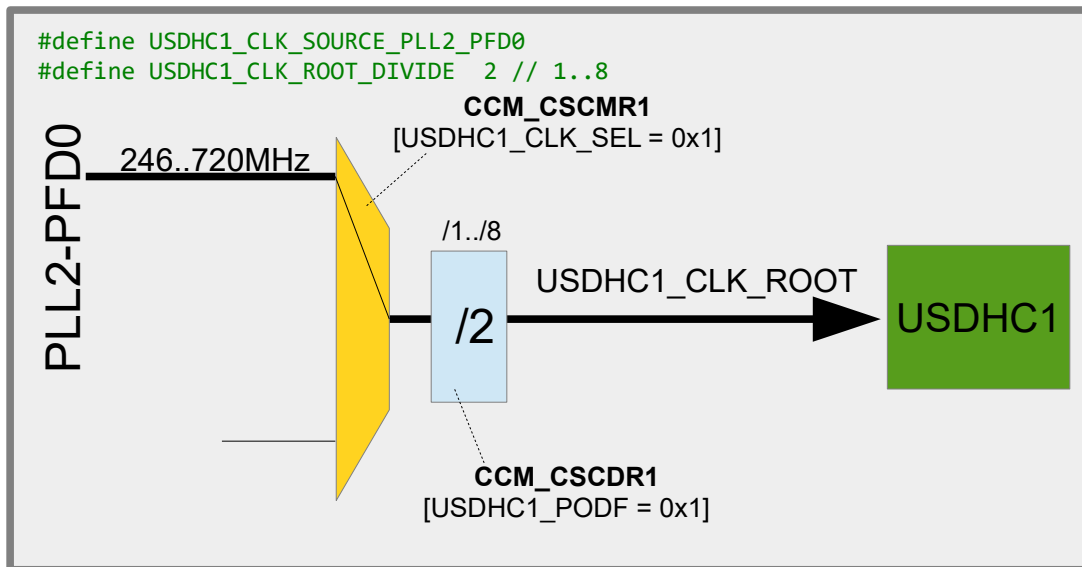 #define USDHC1_CLK_SOURCE_PLL2_PFD0
#define USDHC1_CLK_ROOT_DIVIDE  2 // 1..8
CCM_CSCMR1
[USDHC1_CLK_SEL = 0x1]
PLL2-PFD0
246..720MHz
/1../8
/2
USDHC1_CLK_ROOT
USDHC1
CCM_CSCDR1
[USDHC1_PODF = 0x1]